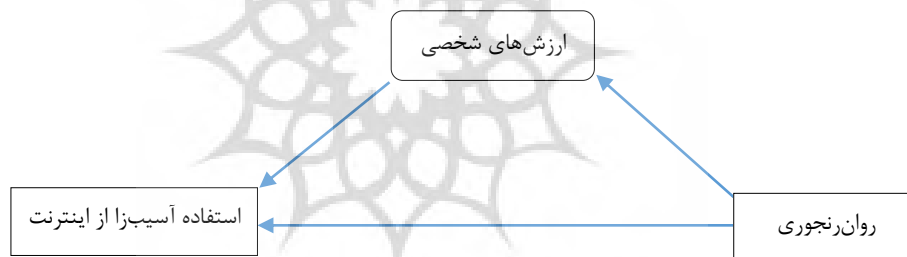 ارزش‌های شخصی
روان‌رنجوری
استفاده آسیب‌زا از اینترنت